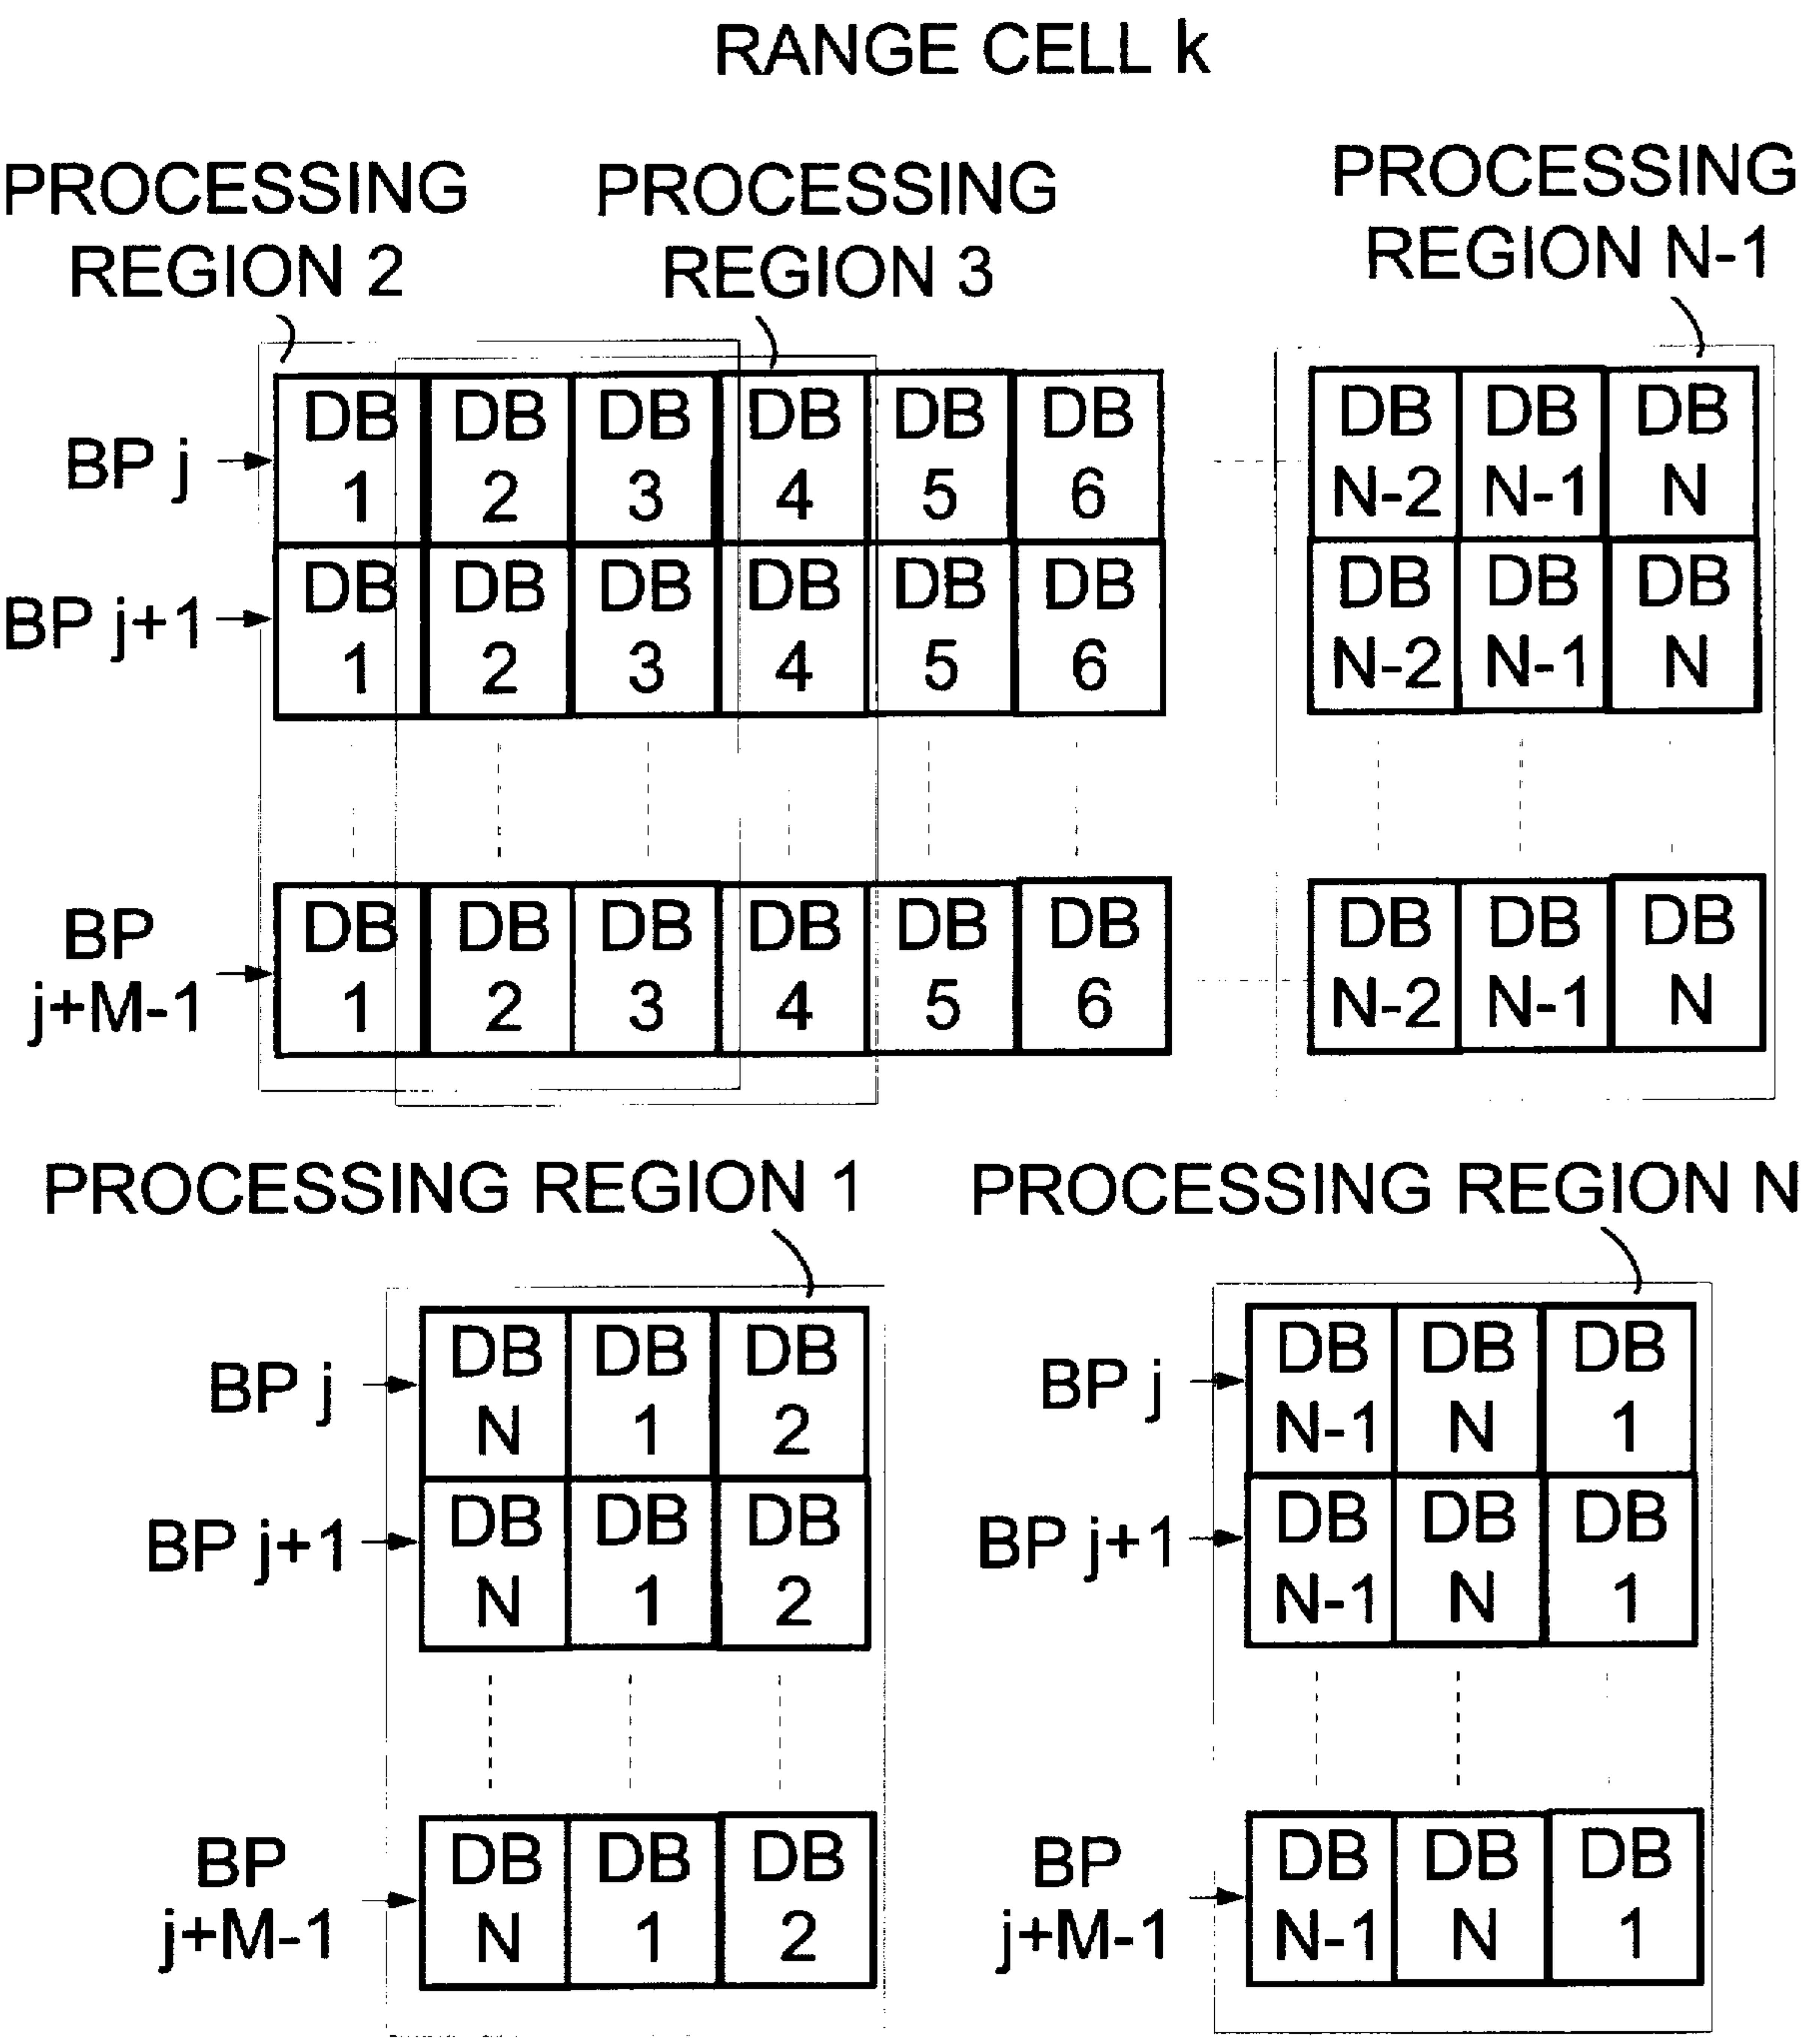 RANGE CELL k
PROCESSING REGION 2
PROCESSING REGION 3
PROCESSING REGION N-1
BP j
DB 1 DB 2 DB 3 DB 4 DB 5 DB 6 DB N-2 DB N-1 DB N
BP j+1
DB 1 DB 2 DB 3 DB 4 DB 5 DB 6 DB N-2 DB N-1 DB N
BP j+M-1
DB 1 DB 2 DB 3 DB 4 DB 5 DB 6 DB N-2 DB N-1 DB N
PROCESSING REGION 1
BP j
DB N DB 1 DB 2
BP j+1
DB N DB 1 DB 2
BP j+M-1
DB N DB 1 DB 2
PROCESSING REGION N
BP j
DB N-1 DB N DB 1
BP j+1
DB N-1 DB N DB 1
BP j+M-1
DB N-1 DB N DB 1